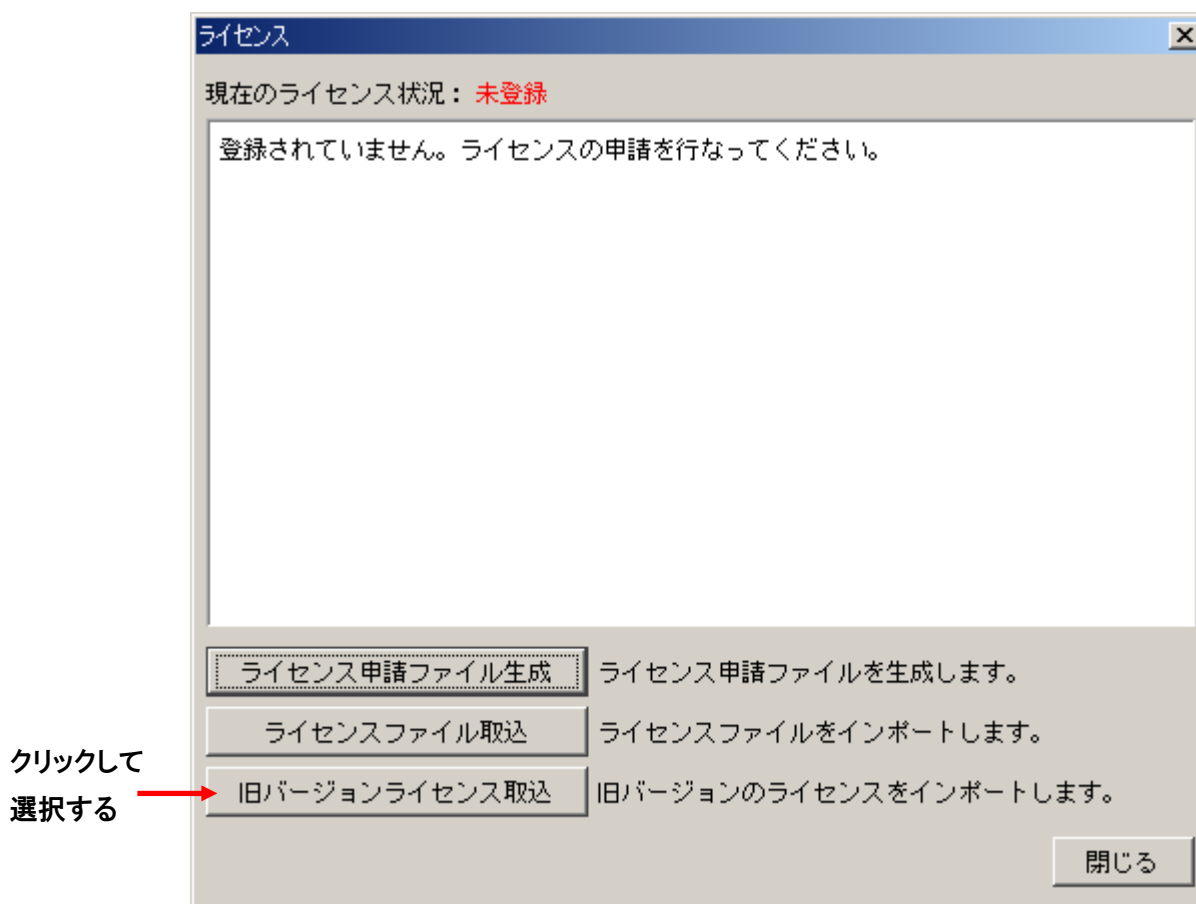 ライセンス
現在のライセンス状況： 未登録
登録されていません。ライセンスの申請を行なってください。
ライセンス申請ファイル生成 ライセンス申請ファイルを生成します。
ライセンスファイル取込 ライセンスファイルをインポートします。
クリックして
選択する
旧バージョンライセンス取込 旧バージョンのライセンスをインポートします。
閉じる